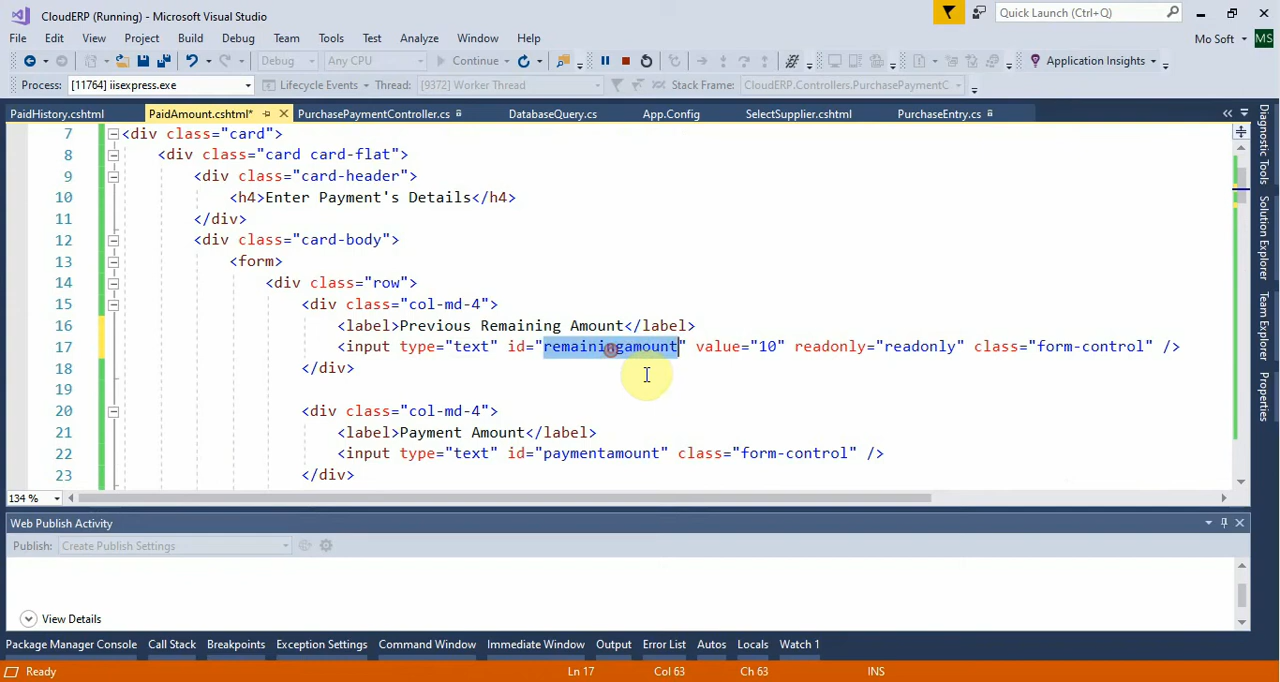 CloudERP (Running) - Microsoft Visual Studio
Quick Launch (Ctrl+Q)
File Edit View Project Build Debug Team Tools Test Analyze Window Help
Mo Soft MS
Debug Any CPU Continue Application Insights
Process: [11764] iisexpress.exe Lifecycle Events Thread: [9372] Worker Thread Stack Frame: CloudERP.Controllers.PurchasePaymentC
PaidHistory.cshtml PaidAmount.cshtml* PurchasePaymentController.cs DatabaseQuery.cs App.Config SelectSupplier.cshtml PurchaseEntry.cs
7 <div class="card">
8 <div class="card card-flat">
9 <div class="card-header">
10 <h4>Enter Payment's Details</h4>
11 </div>
12 <div class="card-body">
13 <form>
14 <div class="row">
15 <div class="col-md-4">
16 <label>Previous Remaining Amount</label>
17 <input type="text" id="remainingamount" value="10" readonly="readonly" class="form-control" />
18 </div>
19
20 <div class="col-md-4">
21 <label>Payment Amount</label>
22 <input type="text" id="paymentamount" class="form-control" />
23 </div>
134 %
Diagnostic Tools
Solution Explorer
Team Explorer
Properties
Web Publish Activity
Publish: Create Publish Settings
View Details
Package Manager Console Call Stack Breakpoints Exception Settings Command Window Immediate Window Output Error List Autos Locals Watch 1
Ready Ln 17 Col 63 Ch 63 INS